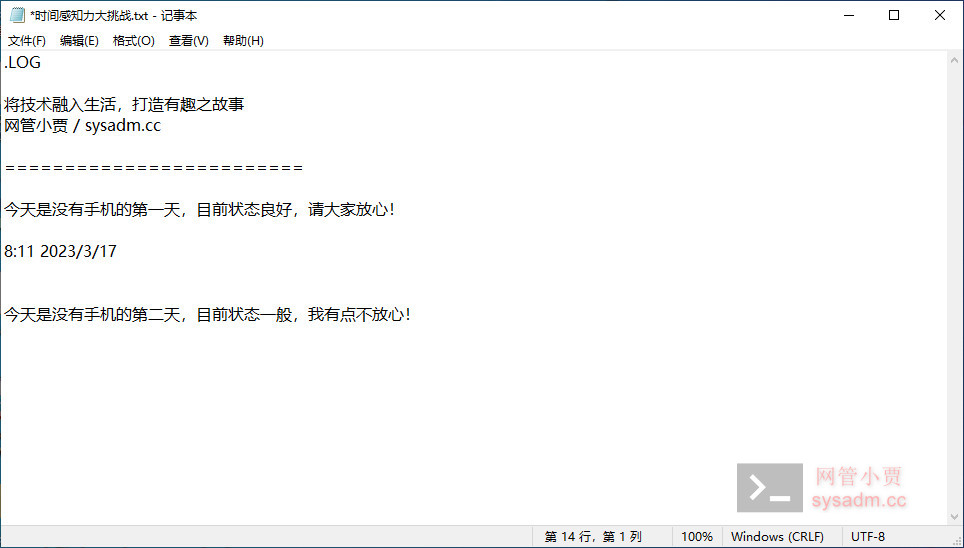 *时间感知力大挑战.txt - 记事本
文件(F) 编辑(E) 格式(O) 查看(V) 帮助(H)
.LOG
将技术融入生活，打造有趣之故事
网管小贾 / sysadm.cc
=========================
今天是没有手机的第一天，目前状态良好，请大家放心！
8:11 2023/3/17
今天是没有手机的第二天，目前状态一般，我有点不放心！
网管小贾
sysadm.cc
第 14 行，第 1 列 100% Windows (CRLF) UTF-8